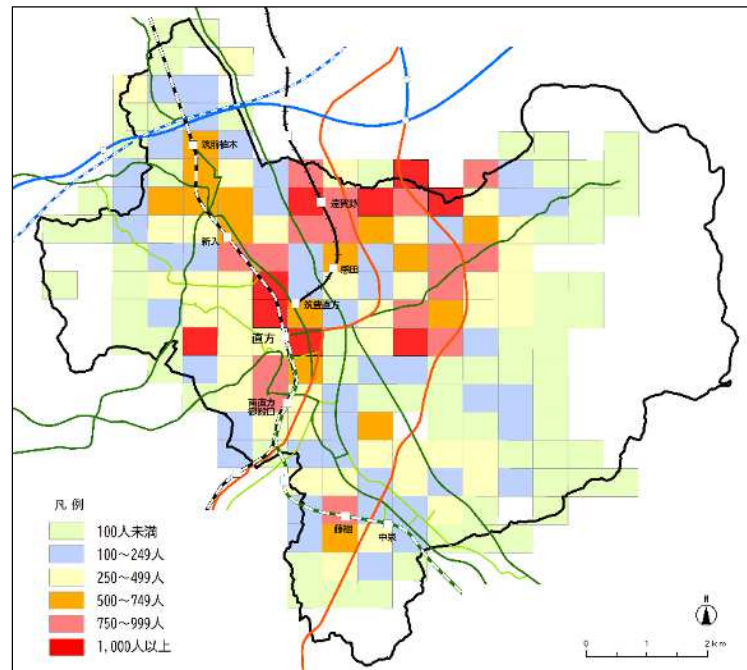 筑前植木
遠賀野
新入
感田
筑豊直方
直方
南直方
御殿口
藤棚
中泉
凡例
100人未満
100~249人
250~499人
500~749人
750~999人
1,000人以上
N
0 1 2km